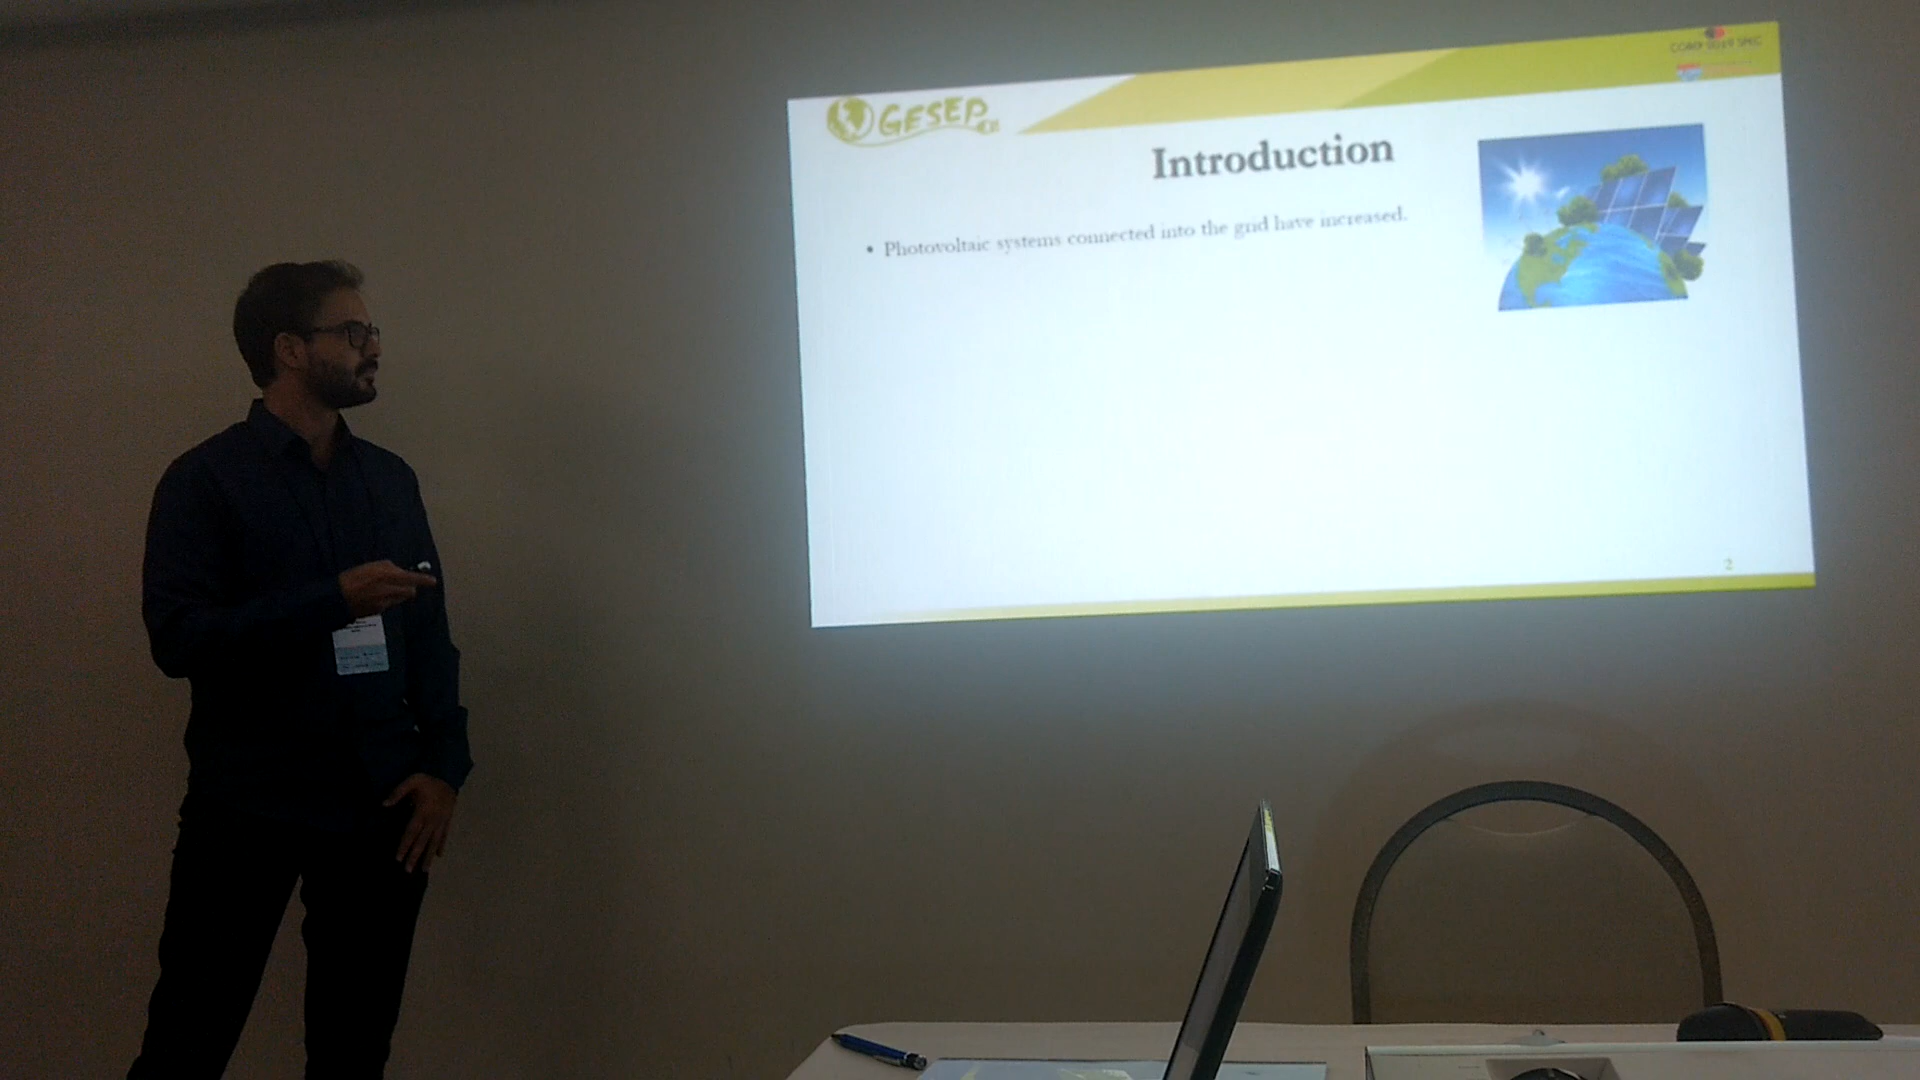 GESEP
Introduction
• Photovoltaic systems connected into the grid have increased.
2